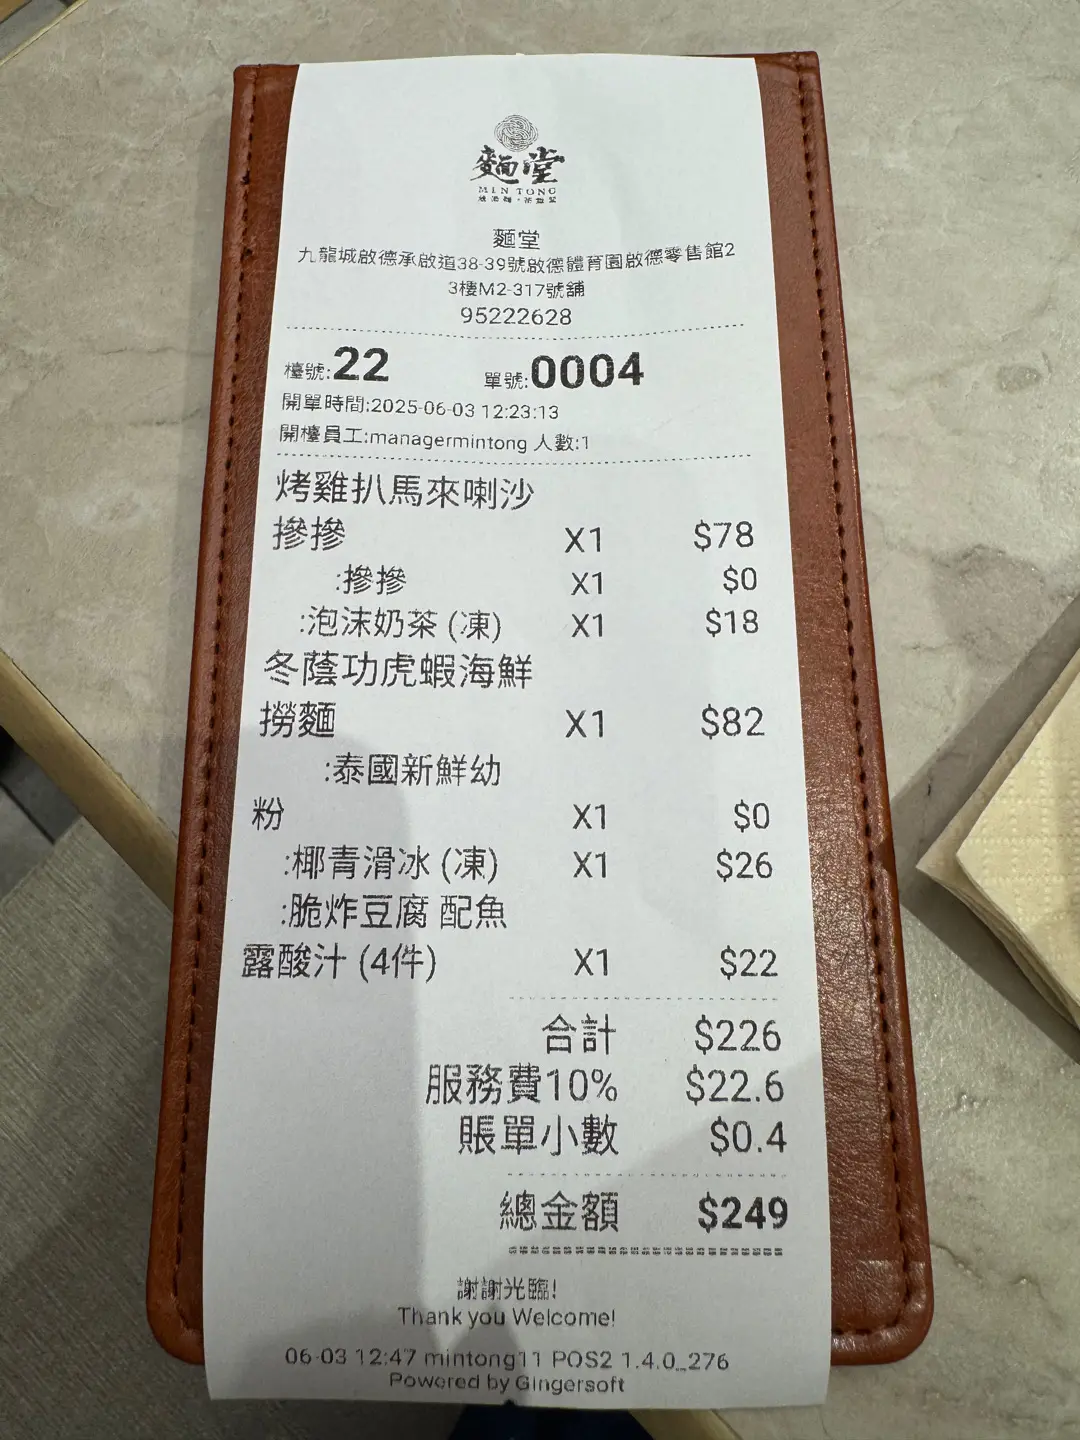 麵堂
MIN TONG
麵堂
九龍城啟德承啟道38-39號啟德體育園啟德零售館2
3樓M2-317號舖
95222628
檯號:22 單號:0004
開單時間:2025-06-03 12:23:13
開檯員工:managermintong 人數:1
烤雞扒馬來喇沙
摻摻 X1 $78
:摻摻 X1 $0
:泡沫奶茶 (凍) X1 $18
冬蔭功虎蝦海鮮
撈麵 X1 $82
:泰國新鮮幼
粉 X1 $0
:椰青滑冰 (凍) X1 $26
:脆炸豆腐 配魚
露酸汁 (4件) X1 $22
合計 $226
服務費10% $22.6
賬單小數 $0.4
總金額 $249
謝謝光臨!
Thank you Welcome!
06-03 12:47 mintong11 POS2 1.4.0_276
Powered by Gingersoft